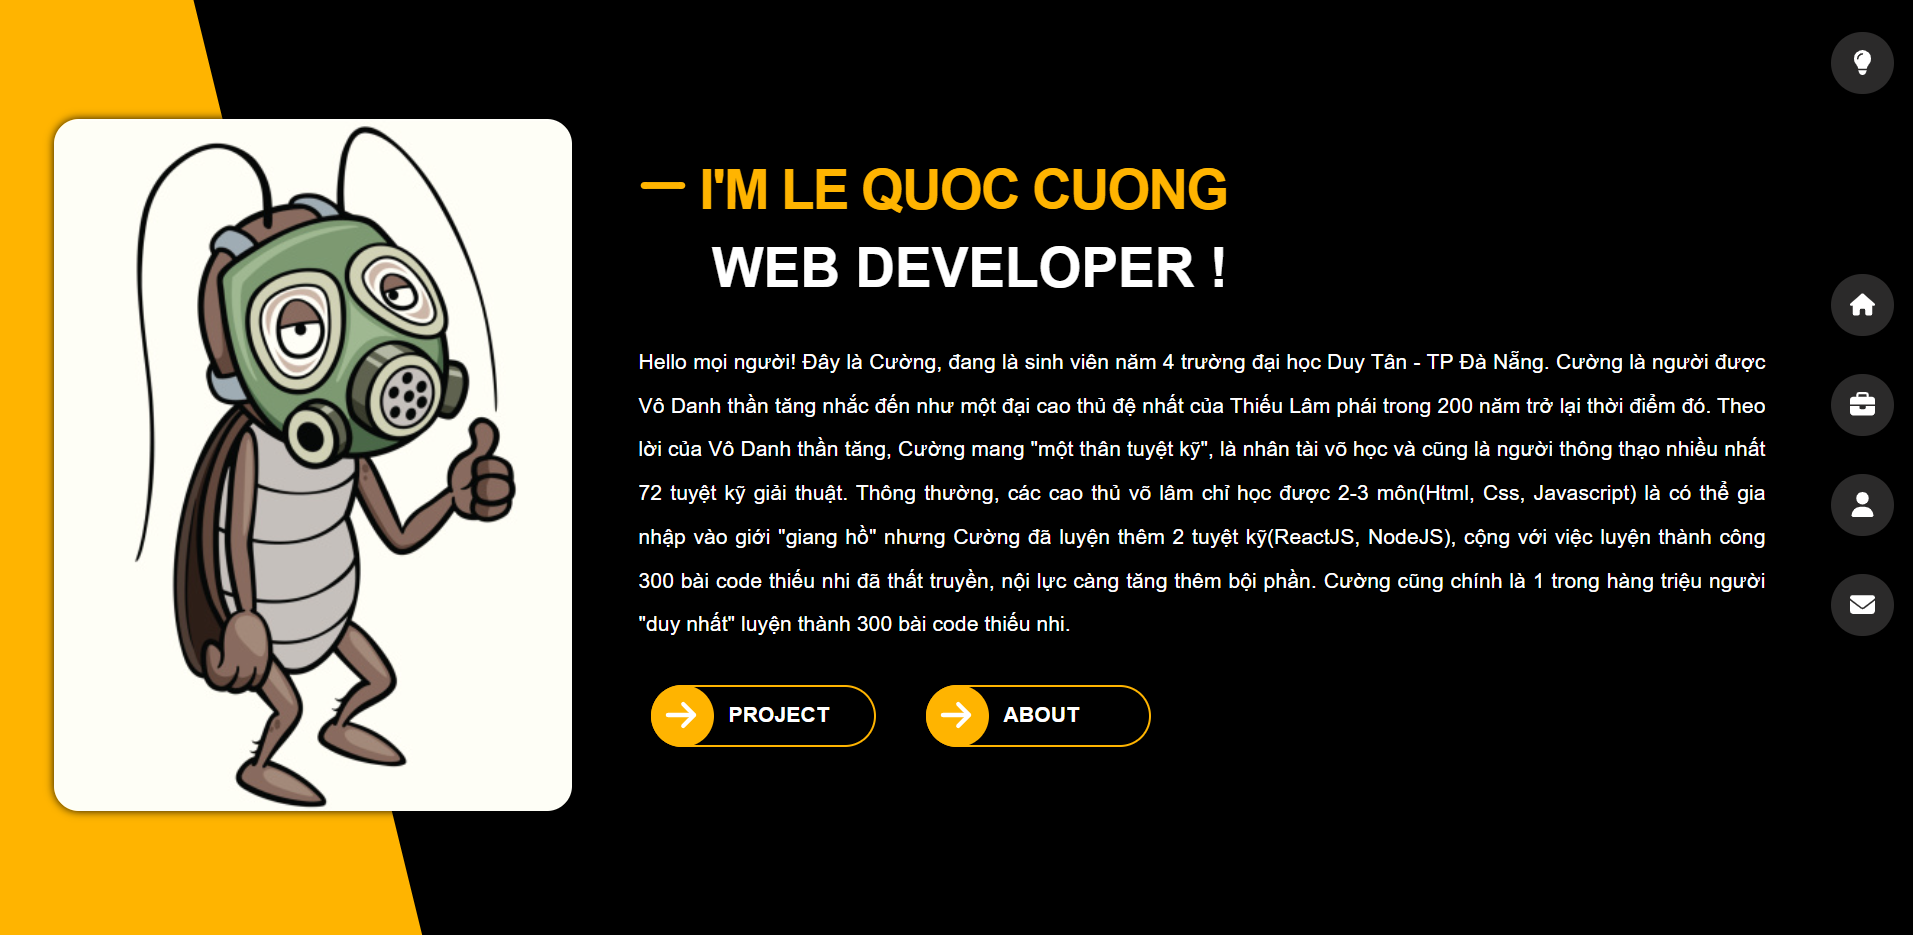 I'M LE QUOC CUONG
WEB DEVELOPER !
Hello mọi người! Đây là Cường, đang là sinh viên năm 4 trường đại học Duy Tân - TP Đà Nẵng. Cường là người được
Vô Danh thần tăng nhắc đến như một đại cao thủ đệ nhất của Thiếu Lâm phái trong 200 năm trở lại thời điểm đó. Theo
lời của Vô Danh thần tăng, Cường mang "một thân tuyệt kỹ", là nhân tài võ học và cũng là người thông thạo nhiều nhất
72 tuyệt kỹ giải thuật. Thông thường, các cao thủ võ lâm chỉ học được 2-3 môn(Html, Css, Javascript) là có thể gia
nhập vào giới "giang hồ" nhưng Cường đã luyện thêm 2 tuyệt kỹ(ReactJS, NodeJS), cộng với việc luyện thành công
300 bài code thiếu nhi đã thất truyền, nội lực càng tăng thêm bội phần. Cường cũng chính là 1 trong hàng triệu người
"duy nhất" luyện thành 300 bài code thiếu nhi.
PROJECT
ABOUT